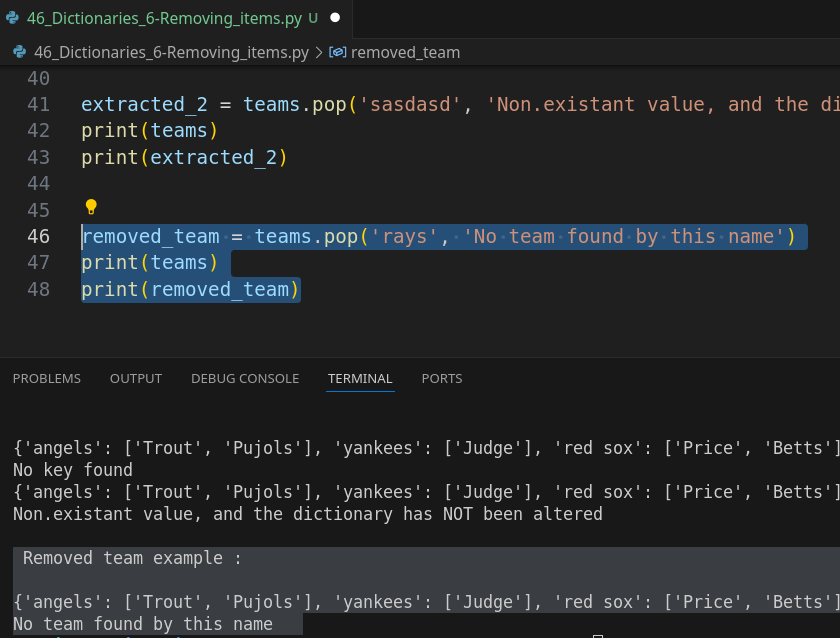 46_Dictionaries_6-Removing_items.py U
46_Dictionaries_6-Removing_items.py > removed_team
40
41 extracted_2 = teams.pop('sasdasd', 'Non.existant value, and the di
42 print(teams)
43 print(extracted_2)
44
45
46 removed_team = teams.pop('rays', 'No team found by this name')
47 print(teams)
48 print(removed_team)
PROBLEMS OUTPUT DEBUG CONSOLE TERMINAL PORTS
{'angels': ['Trout', 'Pujols'], 'yankees': ['Judge'], 'red sox': ['Price', 'Betts']
No key found
{'angels': ['Trout', 'Pujols'], 'yankees': ['Judge'], 'red sox': ['Price', 'Betts']
Non.existant value, and the dictionary has NOT been altered
Removed team example :
{'angels': ['Trout', 'Pujols'], 'yankees': ['Judge'], 'red sox': ['Price', 'Betts']
No team found by this name